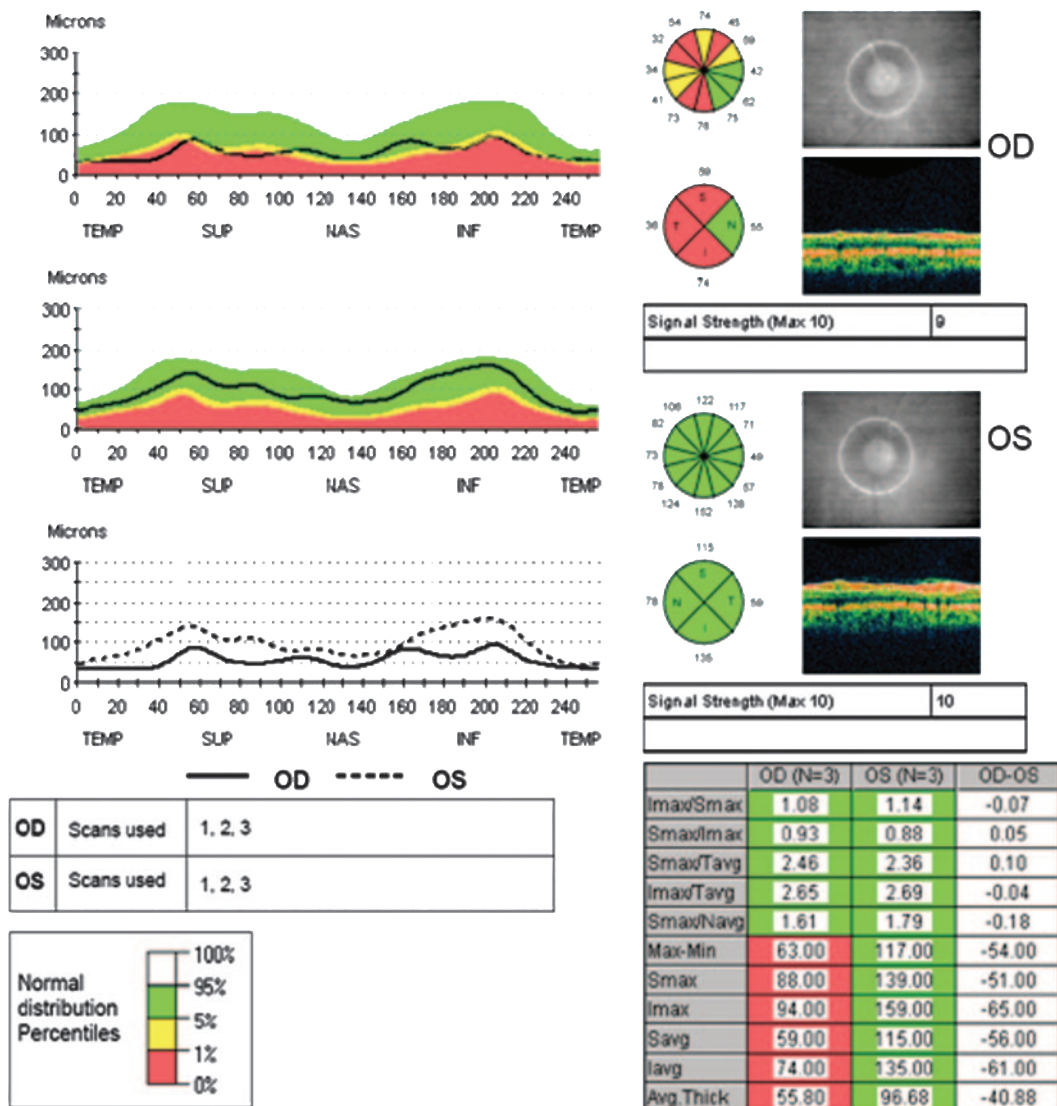 Microns
300
200
100
0
0 20 40 60 80 100 120 140 160 180 200 220 240
TEMP SUP NAS INF TEMP
74
45
59
42
62
75
76
73
41
34
32
54
OD
59
S
T N
36 55
I
74
Signal Strength (Max 10) 9
Microns
300
200
100
0
0 20 40 60 80 100 120 140 160 180 200 220 240
TEMP SUP NAS INF TEMP
122
117
71
49
57
138
152
124
78
73
82
106
OS
115
S
N T
78 59
I
135
Signal Strength (Max 10) 10
Microns
300
200
100
0
0 20 40 60 80 100 120 140 160 180 200 220 240
TEMP SUP NAS INF TEMP
OD OS
OD Scans used 1, 2, 3
OS Scans used 1, 2, 3
Normal
distribution
Percentiles
100%
95%
5%
1%
0%
OD (N=3) OS (N=3) OD-OS
Imax/Smax 1.08 1.14 -0.07
Smax/Imax 0.93 0.88 0.05
Smax/Tavg 2.46 2.36 0.10
Imax/Tavg 2.65 2.69 -0.04
Smax/Navg 1.61 1.79 -0.18
Max-Min 63.00 117.00 -54.00
Smax 88.00 139.00 -51.00
Imax 94.00 159.00 -65.00
Savg 59.00 115.00 -56.00
Iavg 74.00 135.00 -61.00
Avg.Thick 55.80 96.68 -40.88